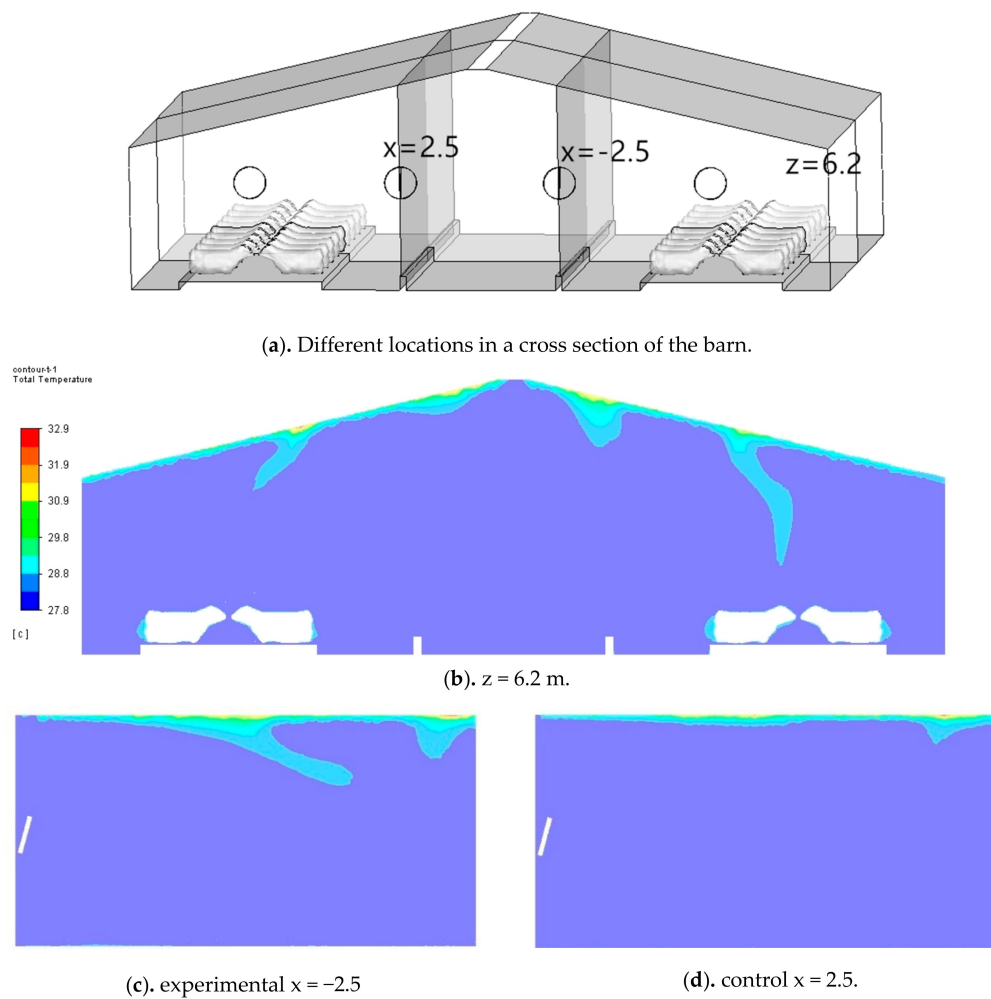 x=2.5
x=-2.5
z=6.2
(a). Different locations in a cross section of the barn.
contour-t-1
Total Temperature
32.9
31.9
30.9
29.8
28.8
27.8
[ c ]
(b). z = 6.2 m.
(c). experimental x = −2.5
(d). control x = 2.5.